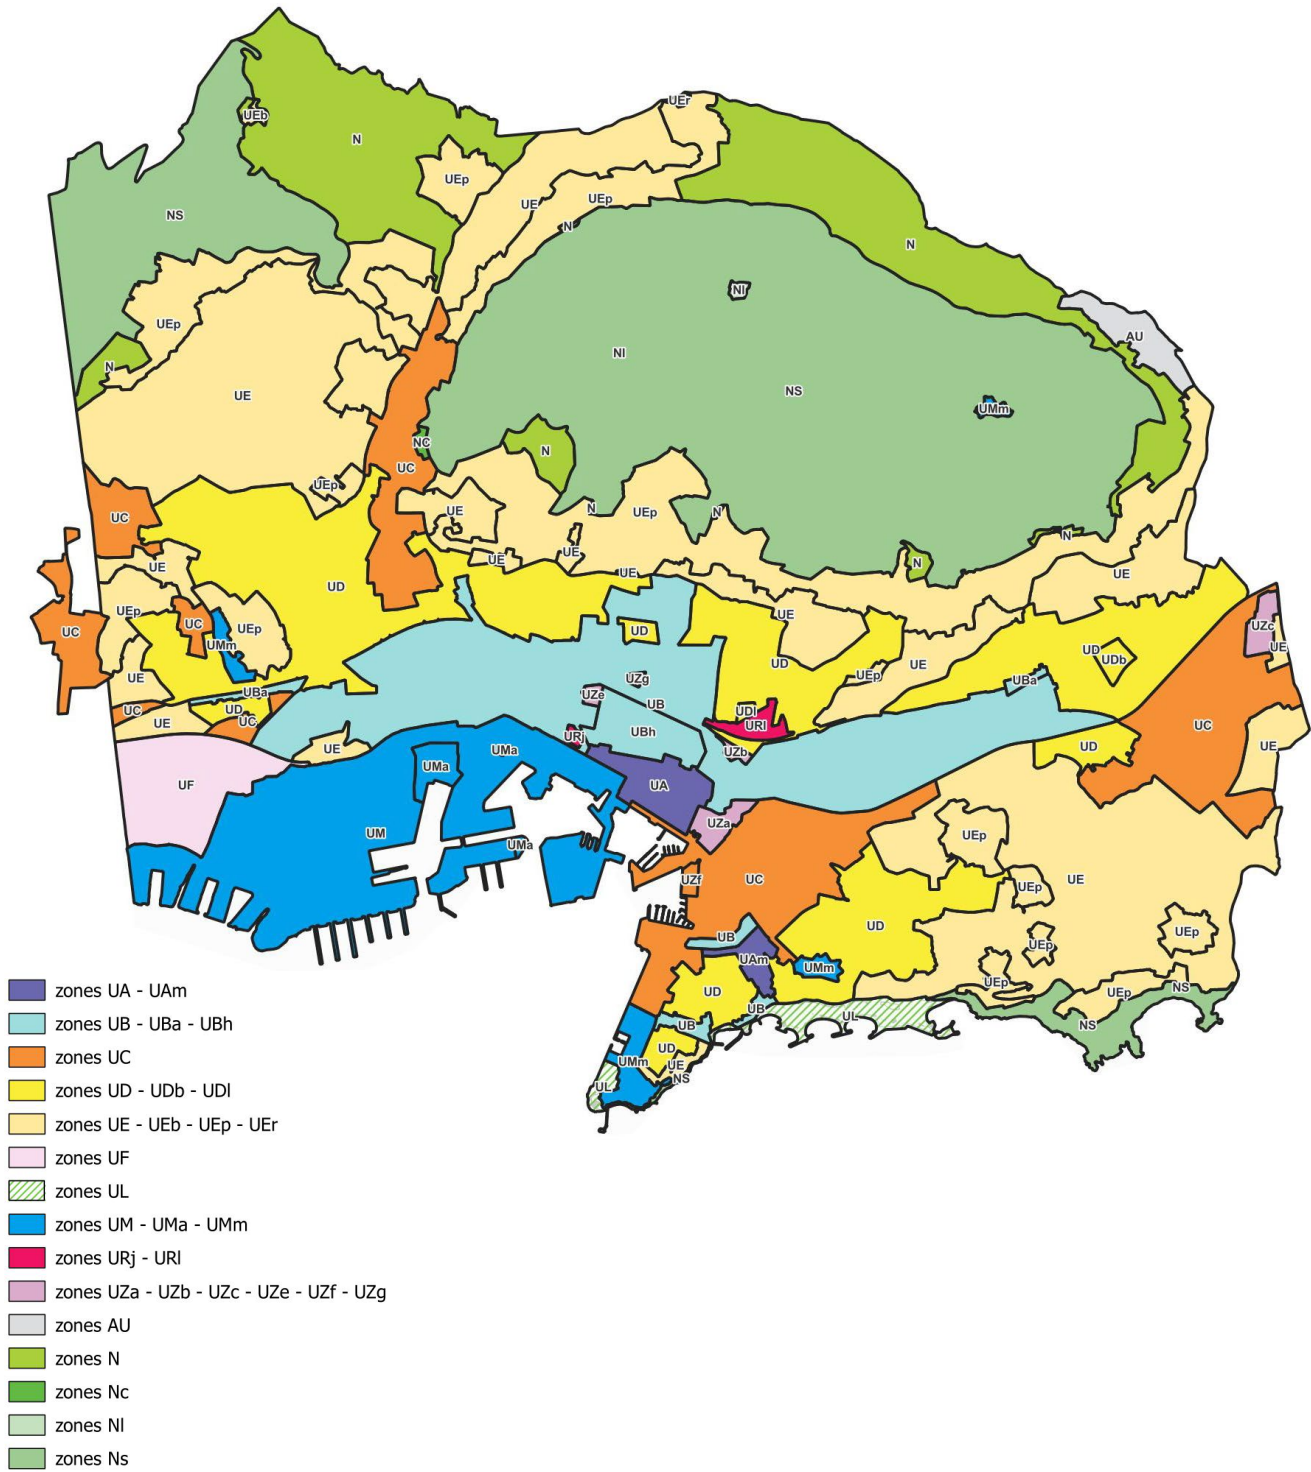 UEr
UEb
N
UEp
UE
UEp
NS
N
N
NI
UEp
AU
NI
N
UE
NS
UMm
NC
N
UC
UEp
UE
N
UEp
N
UC
N
UE
UE
UE
N
UE
UE
UEp
UD
UE
UC
UEp
UMm
UC
UD
UZc
UE
UE
UD
UD
UDb
UEp
UE
UZg
UBa
UZe
UBa
UC
UD
UB
UDl
UE
UC
URl
UC
UBh
URj
UE
UMa
UZb
UD
UE
UMa
UF
UA
UM
UZa
UEp
UMa
UZf
UC
UE
UEp
UD
UEp
UB
UEp
UAm
UMm
UEp
UD
UEp
NS
UB
UL
UB
NS
UD
UMm
UE
NS
UL
zones UA - UAm
zones UB - UBa - UBh
zones UC
zones UD - UDb - UDl
zones UE - UEb - UEp - UEr
zones UF
zones UL
zones UM - UMa - UMm
zones URj - URl
zones UZa - UZb - UZc - UZe - UZf - UZg
zones AU
zones N
zones Nc
zones Nl
zones Ns